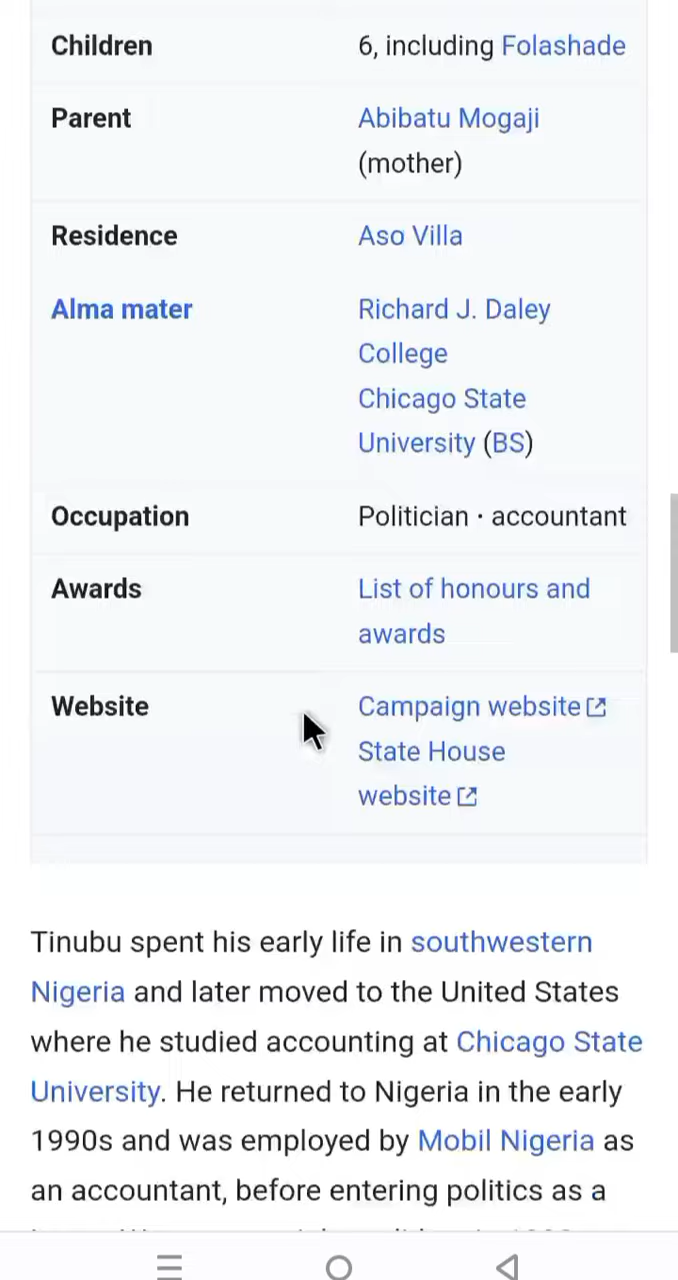 Children 6, including Folashade
Parent Abibatu Mogaji
(mother)
Residence Aso Villa
Alma mater Richard J. Daley
College
Chicago State
University (BS)
Occupation Politician · accountant
Awards List of honours and
awards
Website Campaign website
State House
website
Tinubu spent his early life in southwestern
Nigeria and later moved to the United States
where he studied accounting at Chicago State
University. He returned to Nigeria in the early
1990s and was employed by Mobil Nigeria as
an accountant, before entering politics as a